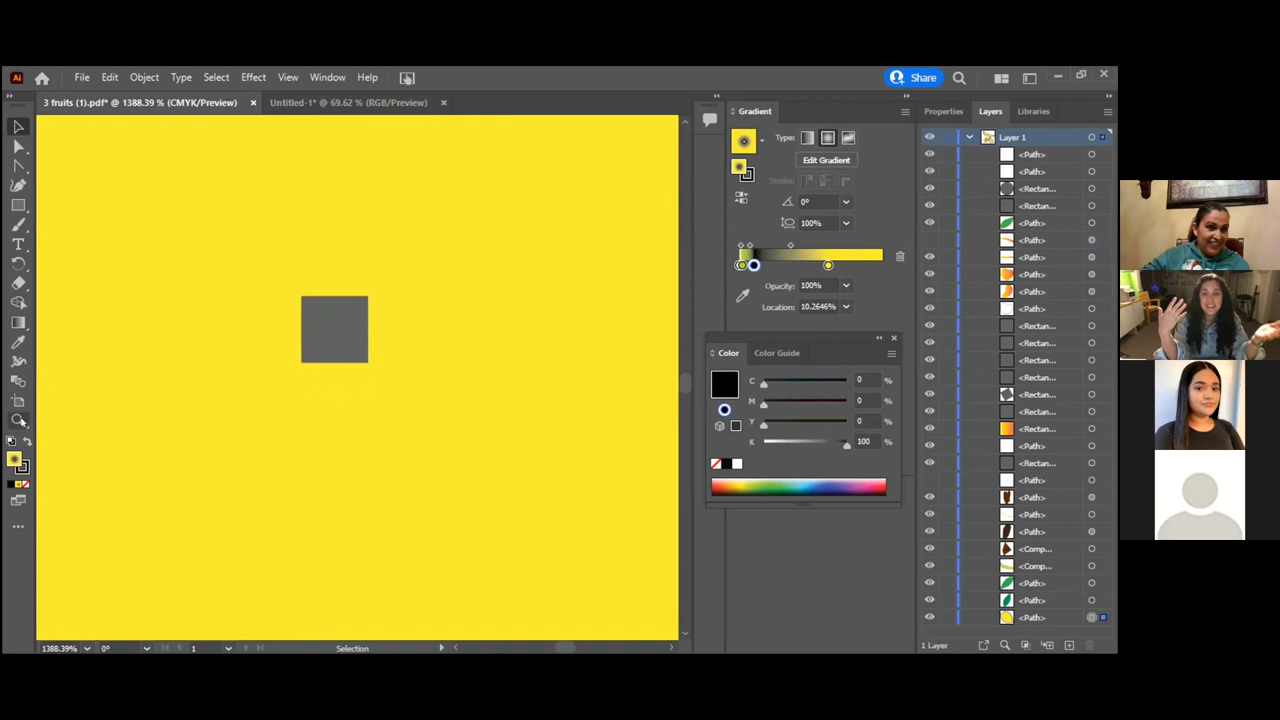 Ai File Edit Object Type Select Effect View Window Help Share
3 fruits (1).pdf* @ 1388.39 % (CMYK/Preview) × Untitled-1* @ 69.62 % (RGB/Preview) ×
Gradient
Type:
Edit Gradient
Stroke:
0°
100%
Opacity: 100%
Location: 10.2646%
Color Color Guide
C 0 %
M 0 %
Y 0 %
K 100 %
Properties Layers Libraries
Layer 1
<Path>
<Path>
<Rectan...
<Rectan...
<Path>
<Path>
<Path>
<Path>
<Path>
<Path>
<Rectan...
<Rectan...
<Rectan...
<Rectan...
<Rectan...
<Rectan...
<Rectan...
<Path>
<Rectan...
<Path>
<Path>
<Path>
<Path>
<Comp...
<Comp...
<Path>
<Path>
<Path>
1 Layer
1388.39% 0° 1 Selection